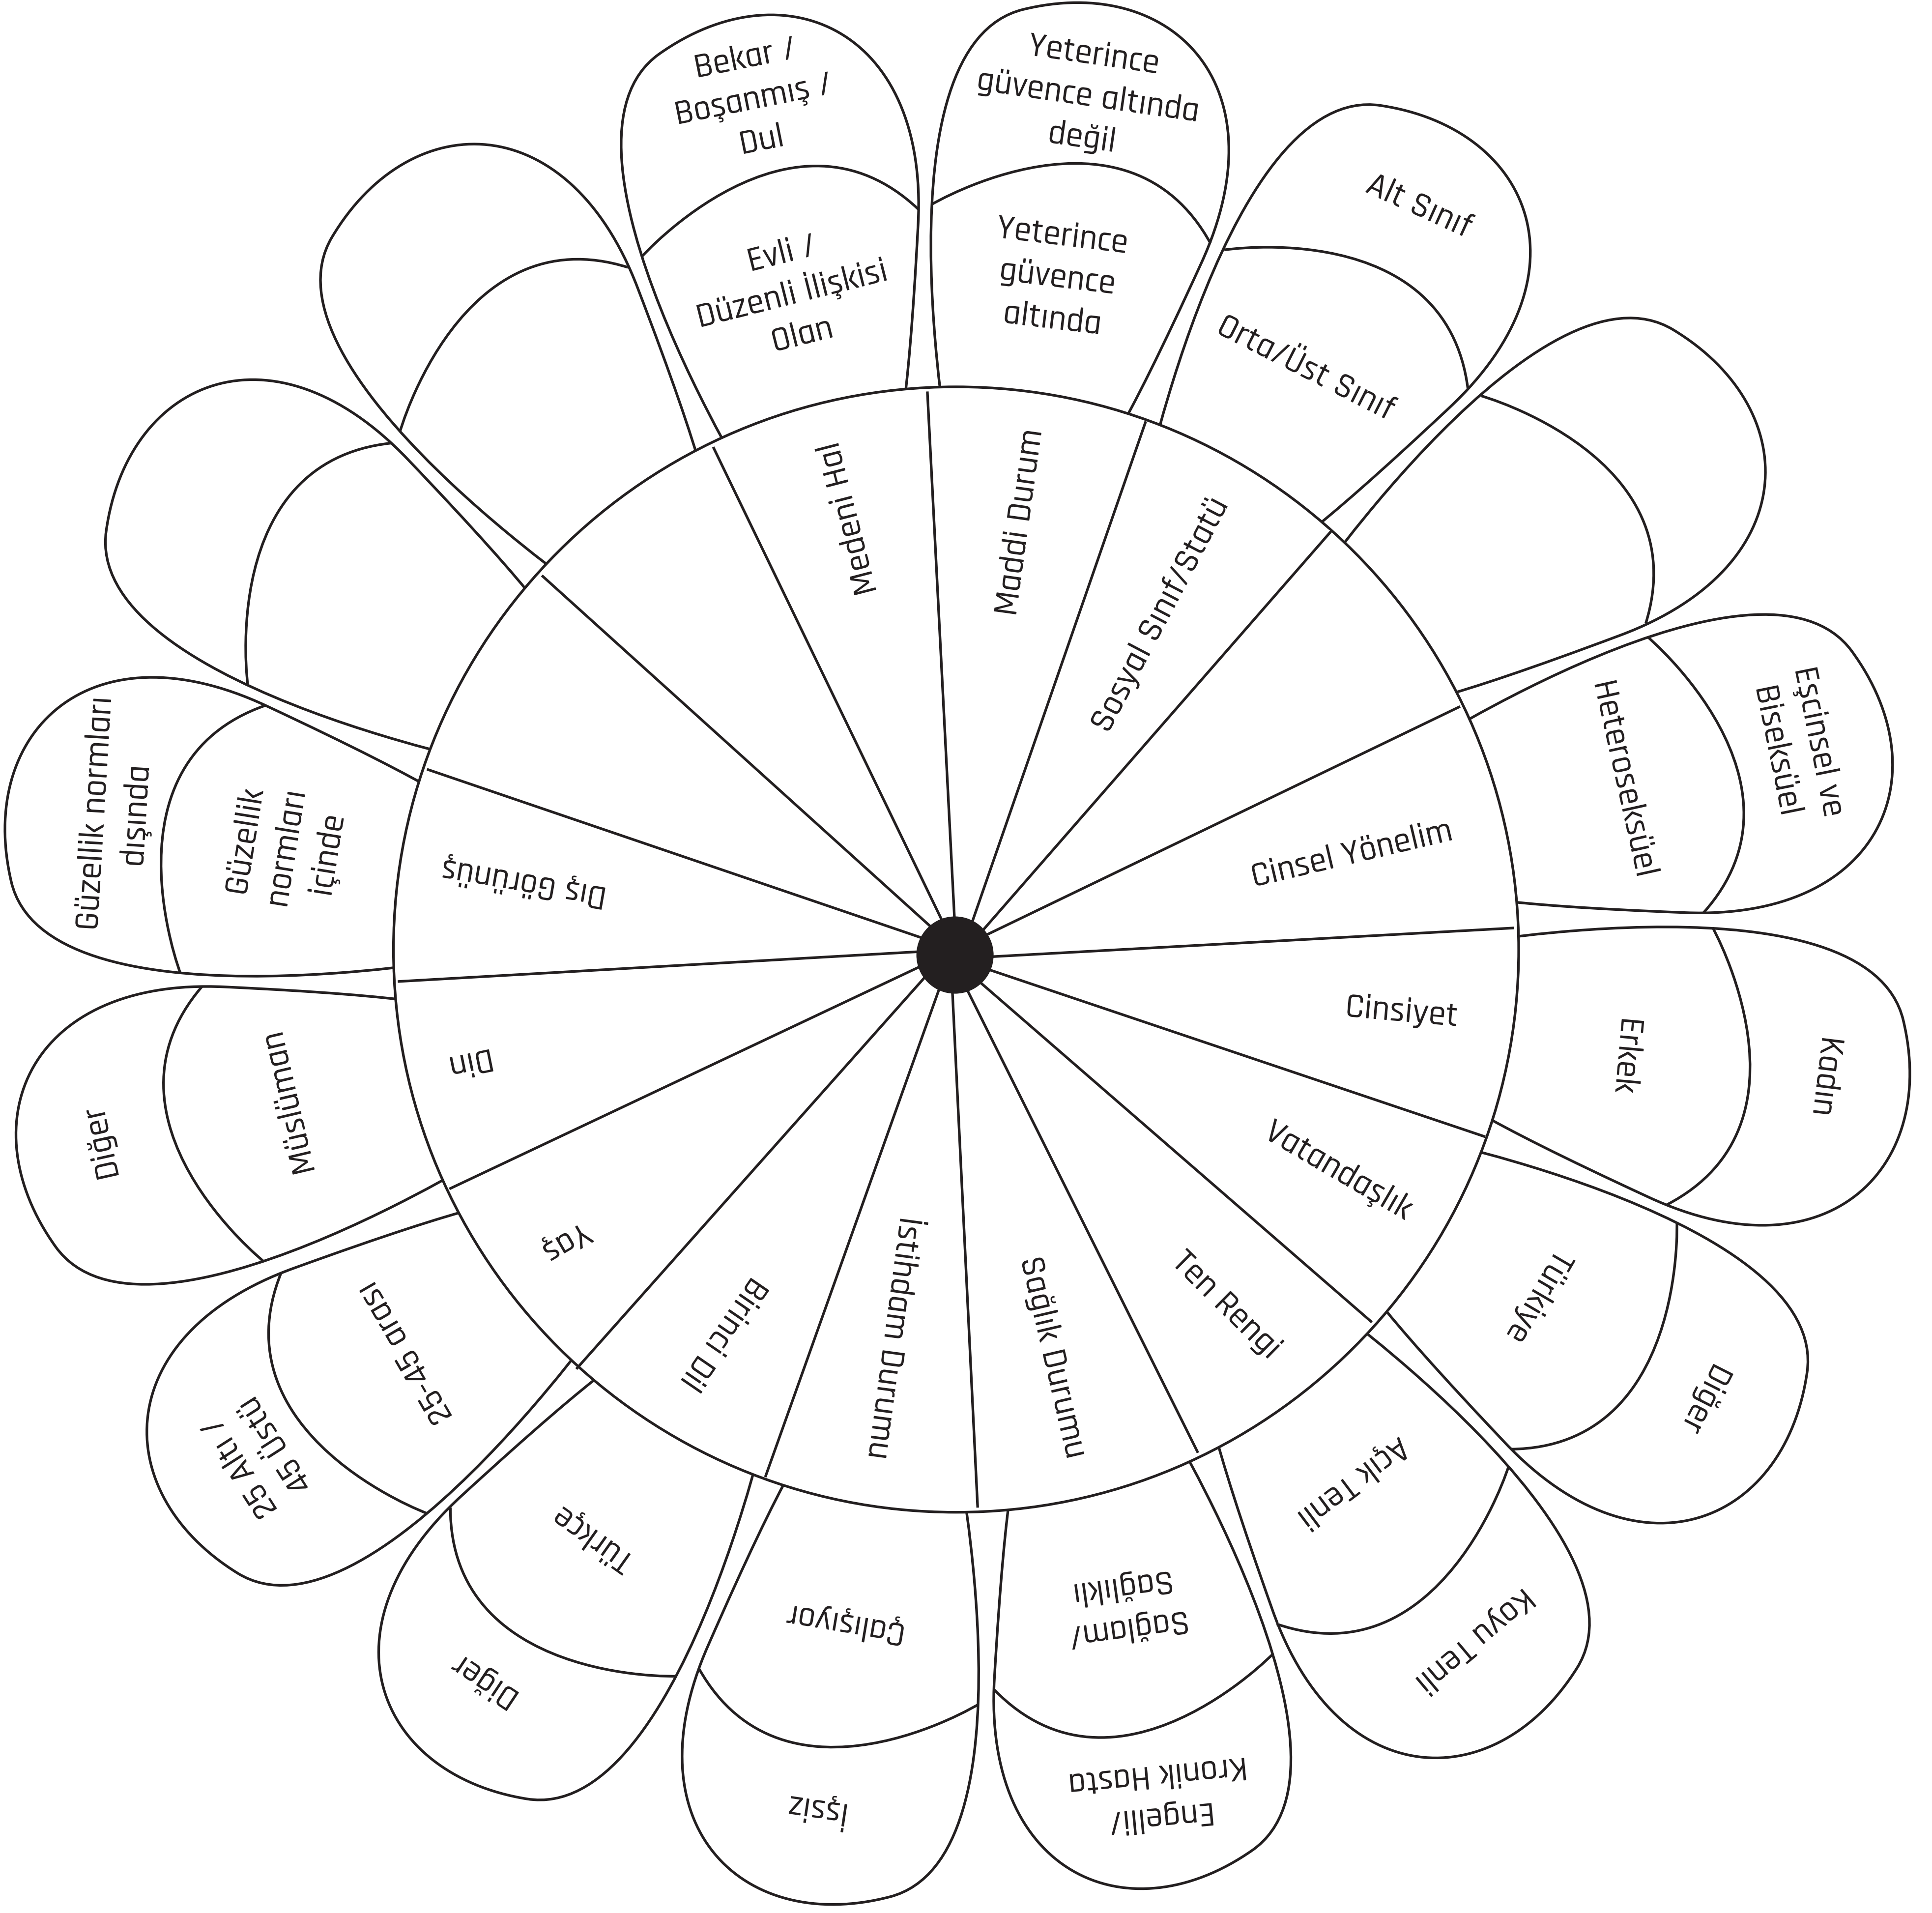 Yeterince
güvence altında
değil
Yeterince
güvence
altında
Maddi Durum
Alt Sınıf
Orta/Üst Sınıf
Sosyal Sınıf/Statü
Eşcinsel ve
Biseksüel
Heteroseksüel
Cinsel Yönelim
Kadın
Erkek
Cinsiyet
Diğer
Türkiye
Vatandaşlık
Koyu Tenli
Açık Tenli
Ten Rengi
Engelli/
Kronik Hasta
Sağlam/
Sağlıklı
Sağlık Durumu
İşsiz
Çalışıyor
İstihdam Durumu
Diğer
Türkçe
Birinci Dil
25 Altı /
45 Üstü
25-45 arası
Yaş
Diğer
Müslüman
Din
Güzellik normları
dışında
Güzellik
normları
içinde
Dış Görünüş
Bekar /
Boşanmış /
Dul
Evli /
Düzenli İlişkisi
Olan
Medeni Hal